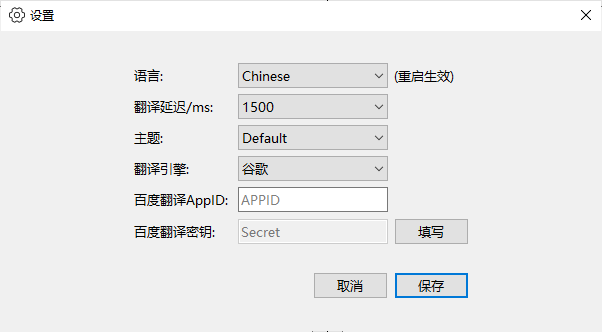 设置
语言: Chinese (重启生效)
翻译延迟/ms: 1500
主题: Default
翻译引擎: 谷歌
百度翻译AppID: APPID
百度翻译密钥: Secret 填写
取消 保存